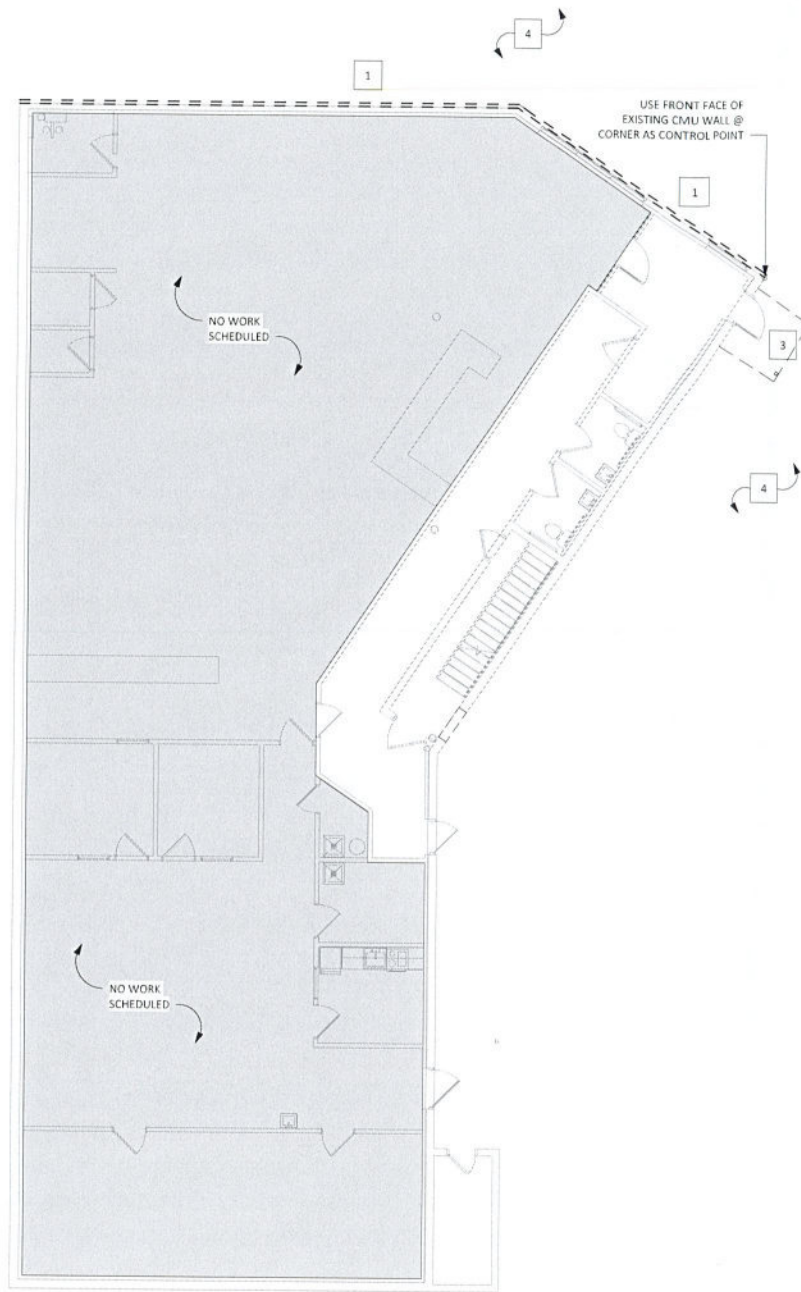 4
1
USE FRONT FACE OF
EXISTING CMU WALL @
CORNER AS CONTROL POINT
1
NO WORK
SCHEDULED
3
4
NO WORK
SCHEDULED